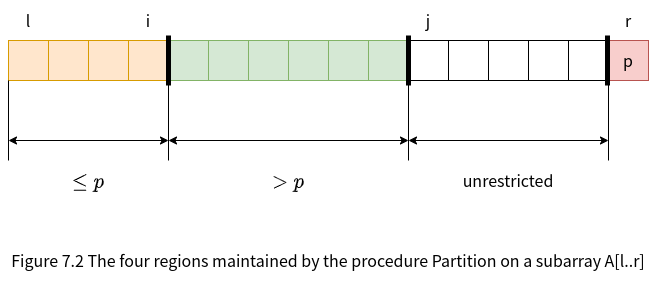 l i j r
p
≤ p > p unrestricted
Figure 7.2 The four regions maintained by the procedure Partition on a subarray A[l..r]